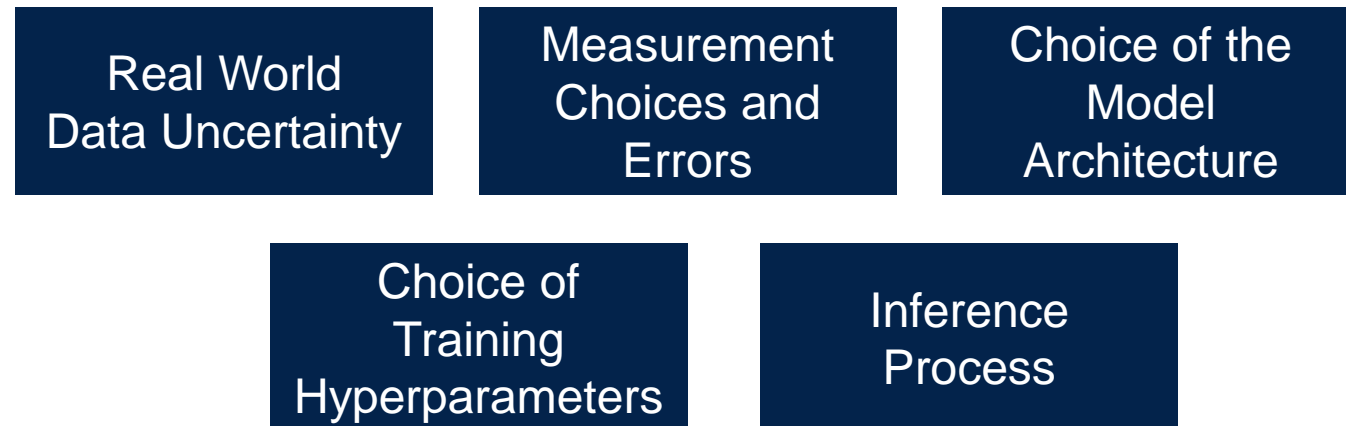 Real World
Data Uncertainty
Measurement
Choices and
Errors
Choice of the
Model
Architecture
Choice of
Training
Hyperparameters
Inference
Process